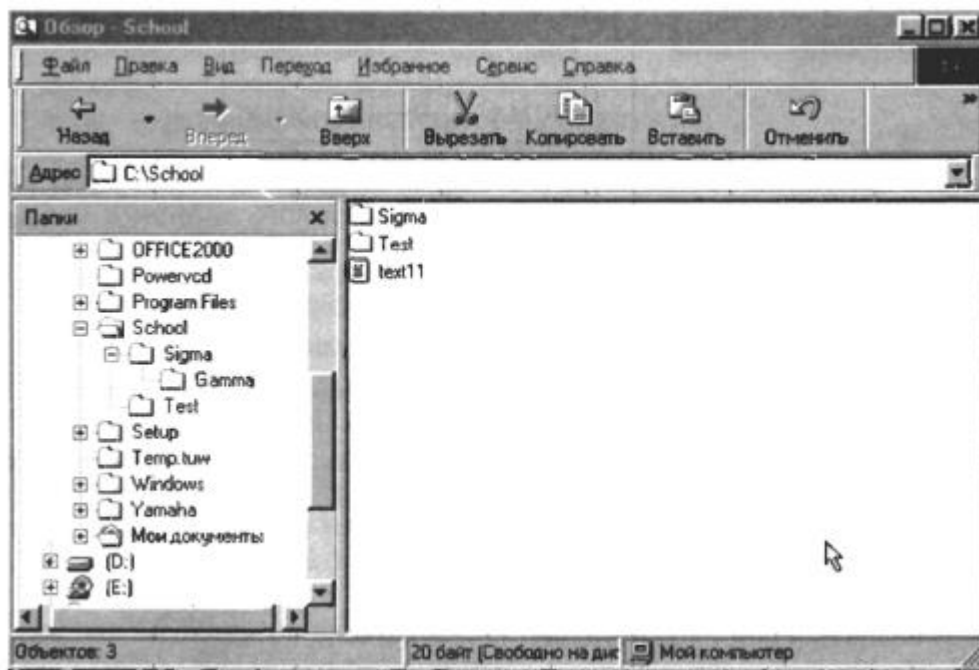 Обзор - School
Файл Правка Вид Переход Избранное Сервис Справка
Назад Вперед Вверх Вырезать Копировать Вставить Отменить »
Адрес C:\School
Папки
OFFICE2000
Powervcd
Program Files
School
Sigma
Gamma
Test
Setup
Temp.tuw
Windows
Yamaha
Мои документы
(D:)
(E:)
Sigma
Test
text11
Объектов: 3 20 байт (Свободно на дис Мой компьютер